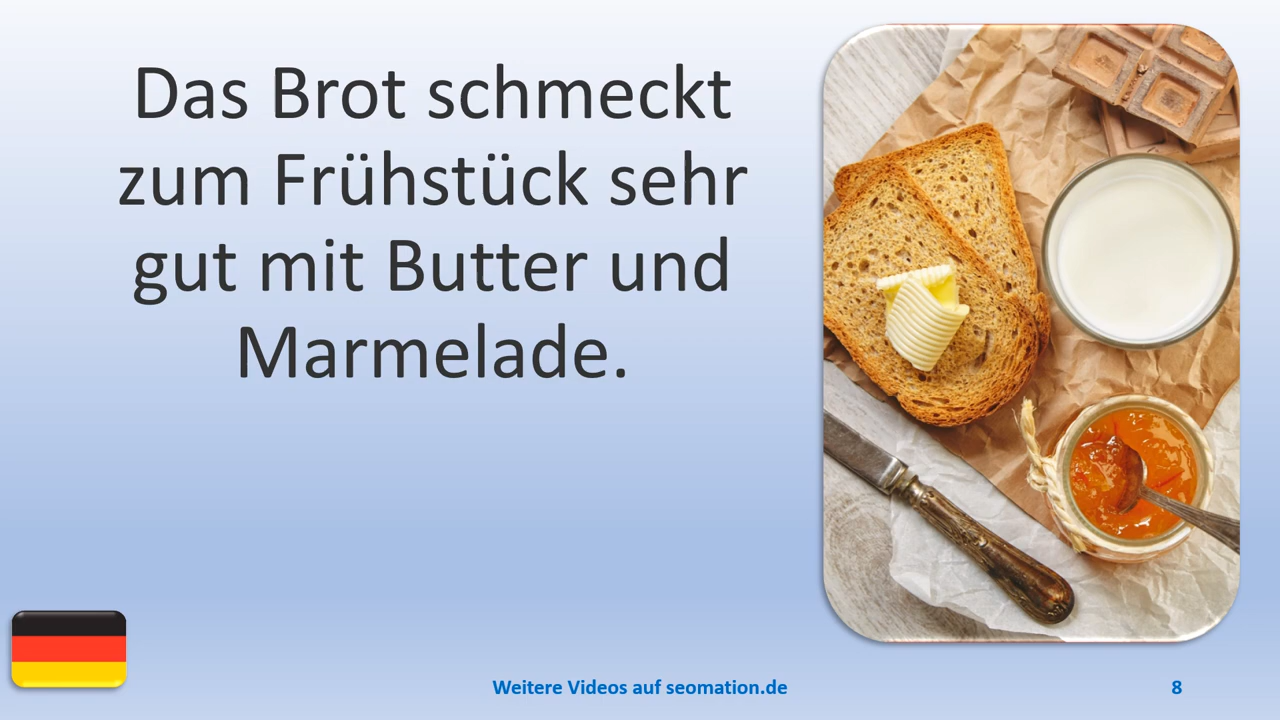 Das Brot schmeckt
zum Frühstück sehr
gut mit Butter und
Marmelade.
Weitere Videos auf seomation.de
8